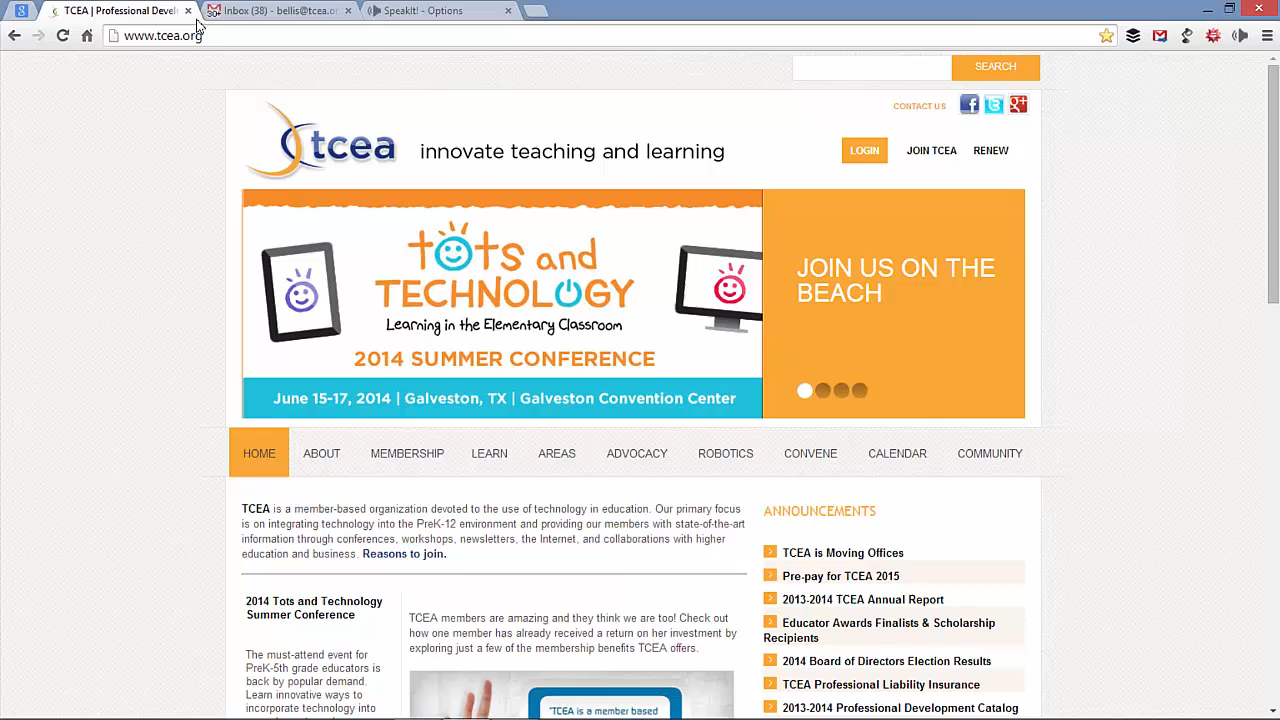 TCEA | Professional Devel
Inbox (38) - bellis@tcea.or
SpeakIt! - Options
www.tcea.org
SEARCH
CONTACT US
tcea
innovate teaching and learning
LOGIN
JOIN TCEA
RENEW
tots and
TECHNOLOGY
Learning in the Elementary Classroom
2014 SUMMER CONFERENCE
June 15-17, 2014 | Galveston, TX | Galveston Convention Center
JOIN US ON THE
BEACH
HOME
ABOUT
MEMBERSHIP
LEARN
AREAS
ADVOCACY
ROBOTICS
CONVENE
CALENDAR
COMMUNITY
TCEA is a member-based organization devoted to the use of technology in education. Our primary focus
is on integrating technology into the PreK-12 environment and providing our members with state-of-the-art
information through conferences, workshops, newsletters, the Internet, and collaborations with higher
education and business. Reasons to join.
2014 Tots and Technology
Summer Conference
The must-attend event for
PreK-5th grade educators is
back by popular demand.
Learn innovative ways to
incorporate technology into
TCEA members are amazing and they think we are too! Check out
how one member has already received a return on her investment by
exploring just a few of the membership benefits TCEA offers.
"TCEA is a member based
ANNOUNCEMENTS
TCEA is Moving Offices
Pre-pay for TCEA 2015
2013-2014 TCEA Annual Report
Educator Awards Finalists & Scholarship
Recipients
2014 Board of Directors Election Results
TCEA Professional Liability Insurance
2013-2014 Professional Development Catalog